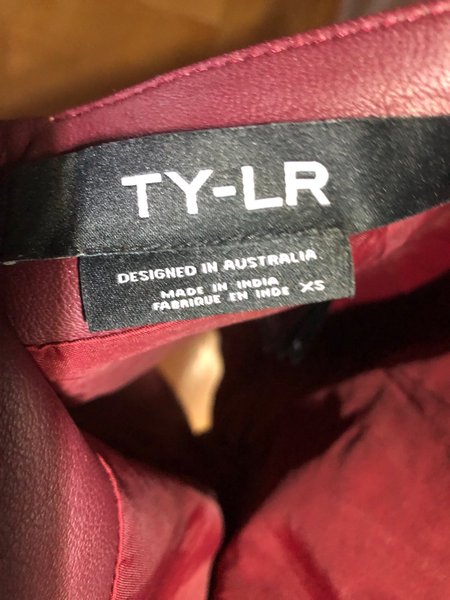 TY-LR
DESIGNED IN AUSTRALIA
MADE IN INDIA
FABRIQUE EN INDE XS